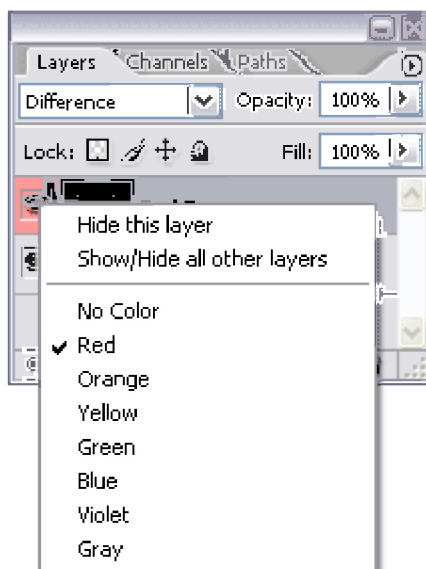 Layers Channels Paths
Difference Opacity: 100%
Lock: Fill: 100%
Hide this layer
Show/Hide all other layers
No Color
Red
Orange
Yellow
Green
Blue
Violet
Gray